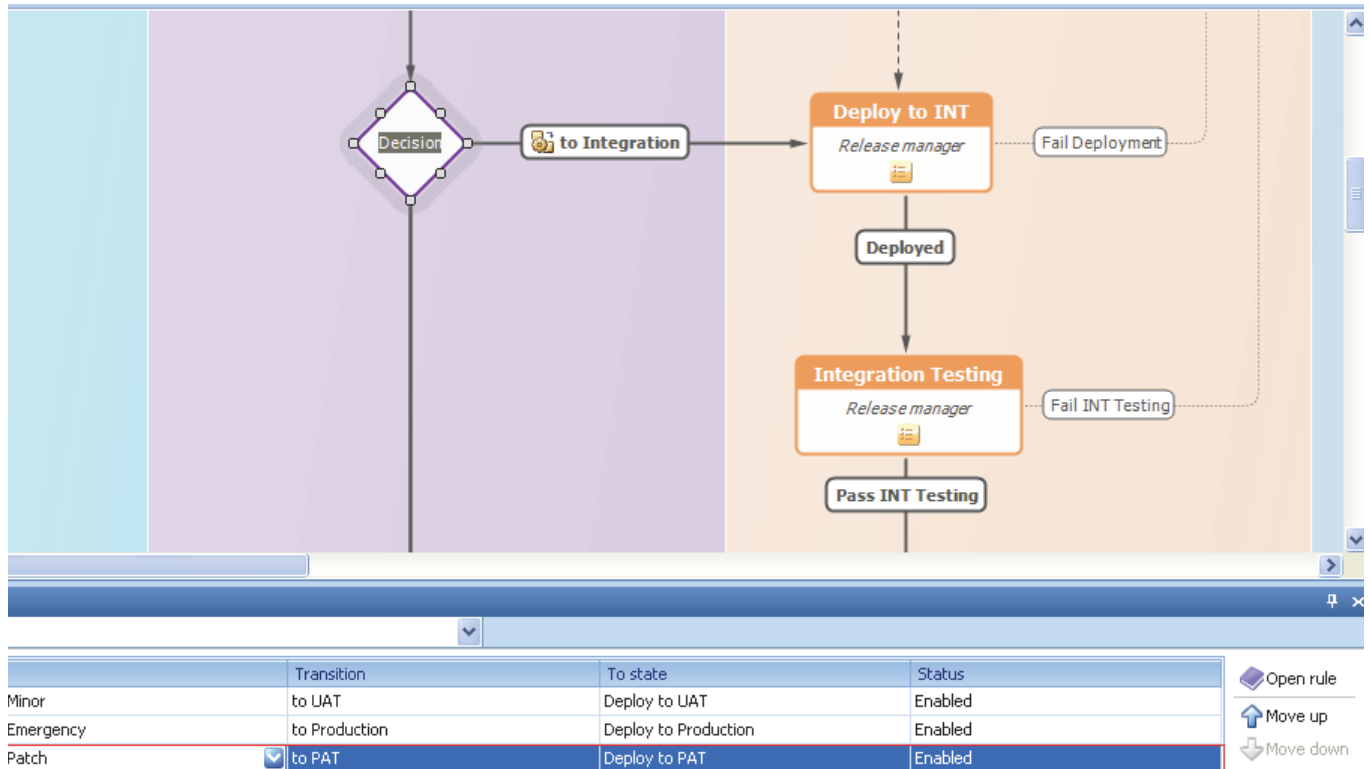 Deploy to INT
Decision
to Integration
Release manager
Fail Deployment
Deployed
Integration Testing
Release manager
Fail INT Testing
Pass INT Testing
Transition To state Status
Open rule
Minor to UAT Deploy to UAT Enabled
Move up
Emergency to Production Deploy to Production Enabled
Move down
Patch to PAT Deploy to PAT Enabled